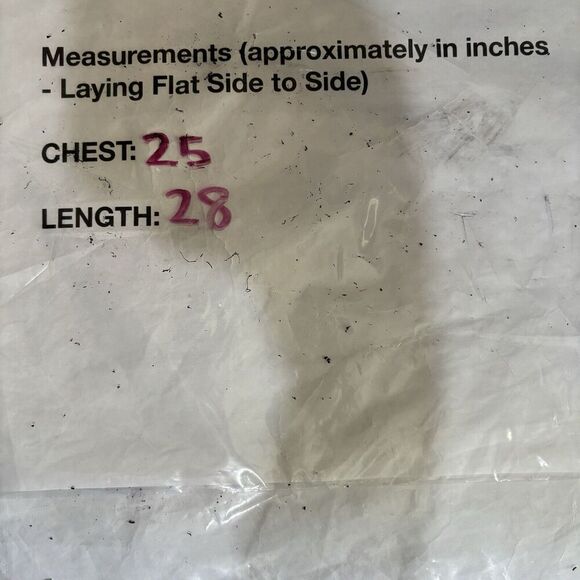 Measurements (approximately in inches
- Laying Flat Side to Side)
CHEST: 25
LENGTH: 28